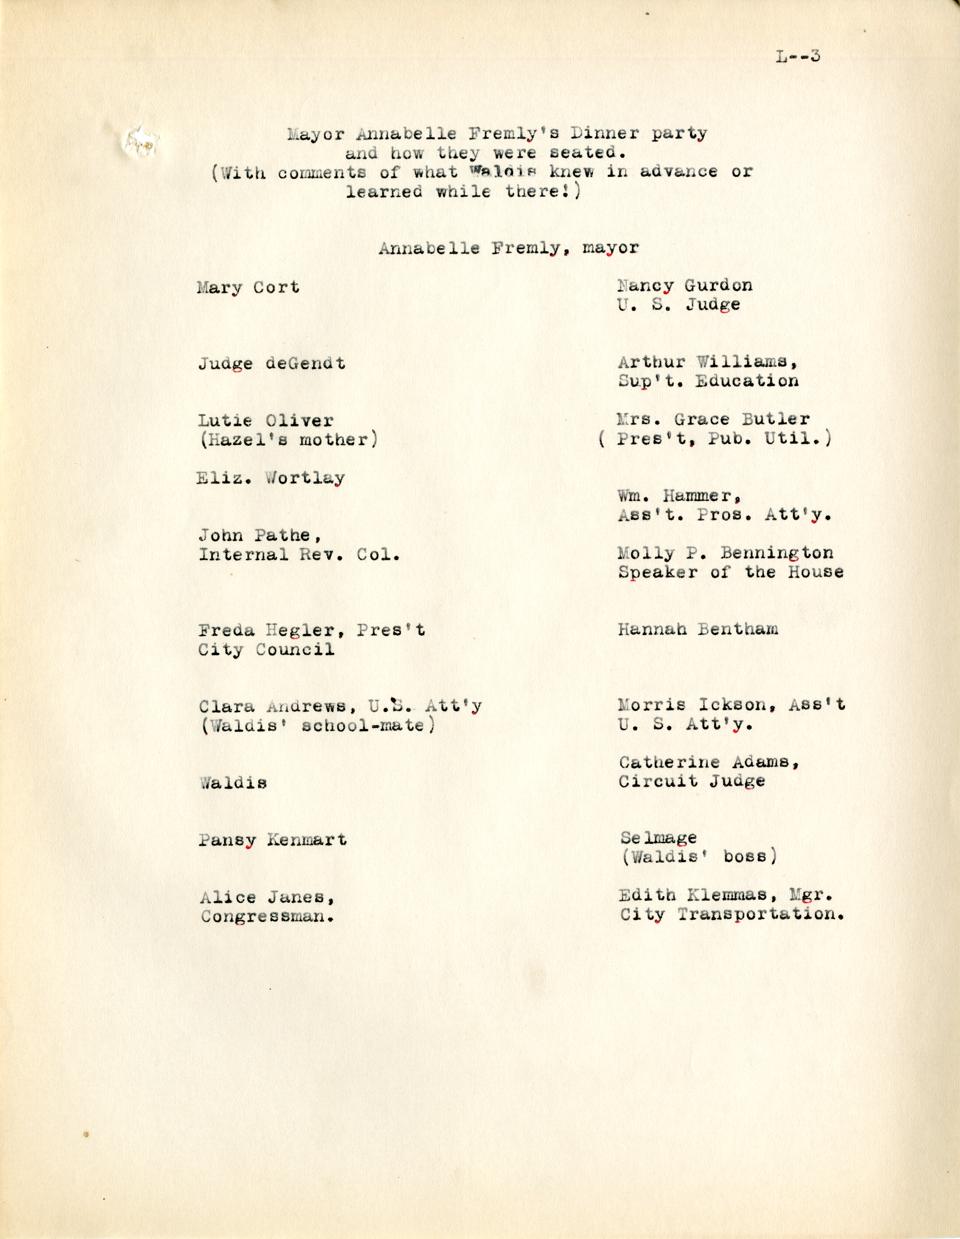 L--3
Mayor Annabelle Fremly's Dinner party
and how they were seated.
(With comments of what Waldis knew in advance or
learned while there!)
Annabelle Fremly, mayor
Mary Cort
Nancy Gurdon
U. S. Judge
Judge deGendt
Arthur Williams,
Sup't. Education
Lutie Oliver
(Hazel's mother)
Mrs. Grace Butler
( Pres't, Pub. Util.)
Eliz. Wortlay
Wm. Hammer,
Ass't. Pros. Att'y.
John Pathe,
Internal Rev. Col.
Molly P. Bennington
Speaker of the House
Freda Hegler, Pres't
City Council
Hannah Bentham
Clara Andrews, U.S. Att'y
(Waldis' school-mate)
Morris Ickson, Ass't
U. S. Att'y.
Catherine Adams,
Circuit Judge
Waldis
Pansy Kenmart
Selmage
(Waldis' boss)
Alice Janes,
Congressman.
Edith Klemmas, Mgr.
City Transportation.